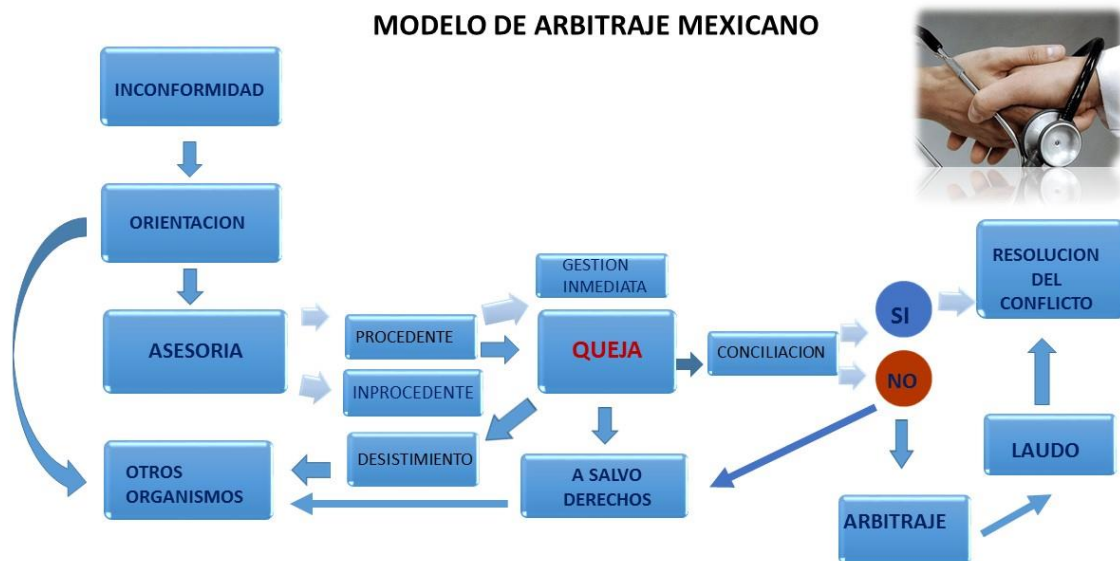 MODELO DE ARBITRAJE MEXICANO
INCONFORMIDAD
ORIENTACION
ASESORIA
PROCEDENTE
INPROCEDENTE
GESTION
INMEDIATA
QUEJA
CONCILIACION
SI
NO
RESOLUCION
DEL
CONFLICTO
DESISTIMIENTO
OTROS
ORGANISMOS
A SALVO
DERECHOS
LAUDO
ARBITRAJE